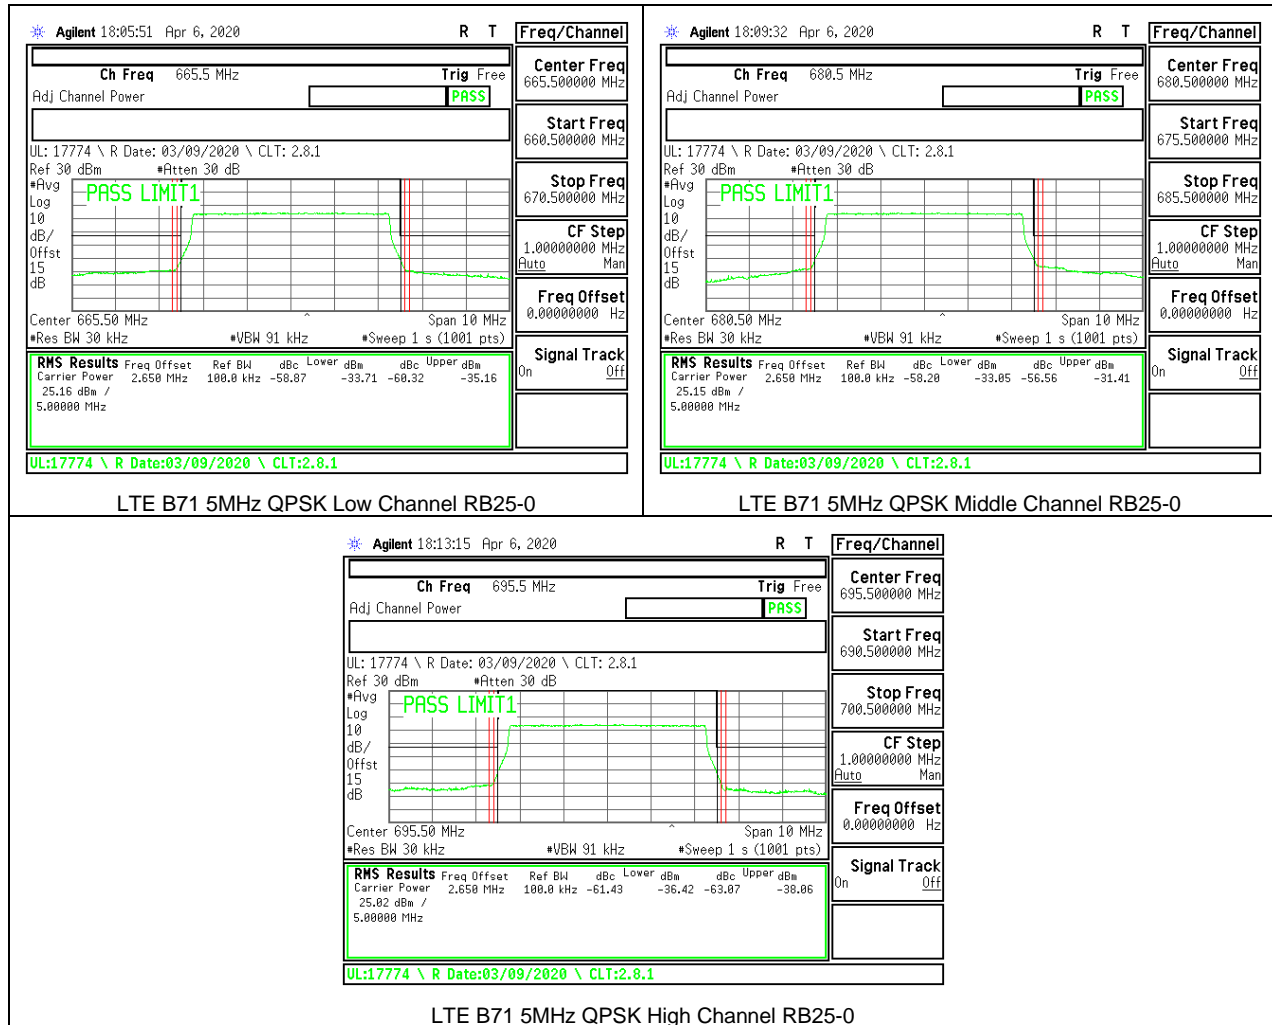 Agilent 18:05:51 Apr 6, 2020 R T Freq/Channel
Ch Freq 665.5 MHz Trig Free
Adj Channel Power PASS
UL: 17774 \ R Date: 03/09/2020 \ CLT: 2.8.1
Ref 30 dBm #Atten 30 dB
#Avg
Log
10
dB/
Offst
15
dB
PASS LIMIT1
Center 665.50 MHz Span 10 MHz
#Res BW 30 kHz #VBW 91 kHz #Sweep 1 s (1001 pts)
RMS Results Freq Offset Ref BW dBc Lower dBm dBc Upper dBm
Carrier Power 2.650 MHz 100.0 kHz -58.87 -33.71 -60.32 -35.16
25.16 dBm /
5.00000 MHz
UL:17774 \ R Date:03/09/2020 \ CLT:2.8.1
Center Freq
665.500000 MHz
Start Freq
660.500000 MHz
Stop Freq
670.500000 MHz
CF Step
1.00000000 MHz
Auto Man
Freq Offset
0.00000000 Hz
Signal Track
On Off
LTE B71 5MHz QPSK Low Channel RB25-0
Agilent 18:09:32 Apr 6, 2020 R T Freq/Channel
Ch Freq 680.5 MHz Trig Free
Adj Channel Power PASS
UL: 17774 \ R Date: 03/09/2020 \ CLT: 2.8.1
Ref 30 dBm #Atten 30 dB
#Avg
Log
10
dB/
Offst
15
dB
PASS LIMIT1
Center 680.50 MHz Span 10 MHz
#Res BW 30 kHz #VBW 91 kHz #Sweep 1 s (1001 pts)
RMS Results Freq Offset Ref BW dBc Lower dBm dBc Upper dBm
Carrier Power 2.650 MHz 100.0 kHz -58.20 -33.05 -56.56 -31.41
25.15 dBm /
5.00000 MHz
UL:17774 \ R Date:03/09/2020 \ CLT:2.8.1
Center Freq
680.500000 MHz
Start Freq
675.500000 MHz
Stop Freq
685.500000 MHz
CF Step
1.00000000 MHz
Auto Man
Freq Offset
0.00000000 Hz
Signal Track
On Off
LTE B71 5MHz QPSK Middle Channel RB25-0
Agilent 18:13:15 Apr 6, 2020 R T Freq/Channel
Ch Freq 695.5 MHz Trig Free
Adj Channel Power PASS
UL: 17774 \ R Date: 03/09/2020 \ CLT: 2.8.1
Ref 30 dBm #Atten 30 dB
#Avg
Log
10
dB/
Offst
15
dB
PASS LIMIT1
Center 695.50 MHz Span 10 MHz
#Res BW 30 kHz #VBW 91 kHz #Sweep 1 s (1001 pts)
RMS Results Freq Offset Ref BW dBc Lower dBm dBc Upper dBm
Carrier Power 2.650 MHz 100.0 kHz -61.43 -36.42 -63.07 -38.06
25.02 dBm /
5.00000 MHz
UL:17774 \ R Date:03/09/2020 \ CLT:2.8.1
Center Freq
695.500000 MHz
Start Freq
690.500000 MHz
Stop Freq
700.500000 MHz
CF Step
1.00000000 MHz
Auto Man
Freq Offset
0.00000000 Hz
Signal Track
On Off
LTE B71 5MHz QPSK High Channel RB25-0